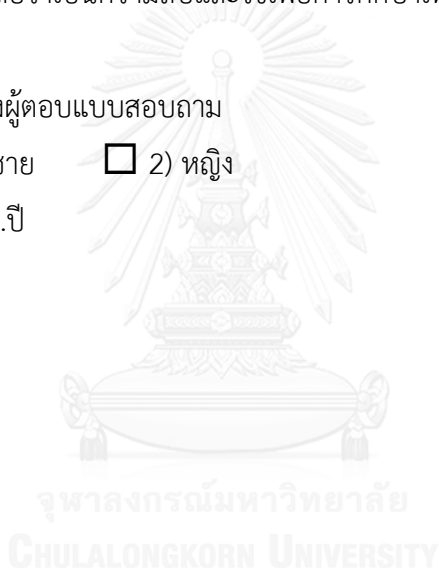 งผู้ตอบแบบสอบถาม
ชาย ☐ 2) หญิง
.ปี
จุฬาลงกรณ์มหาวิทยาลัย
CHULALONGKORN UNIVERSITY